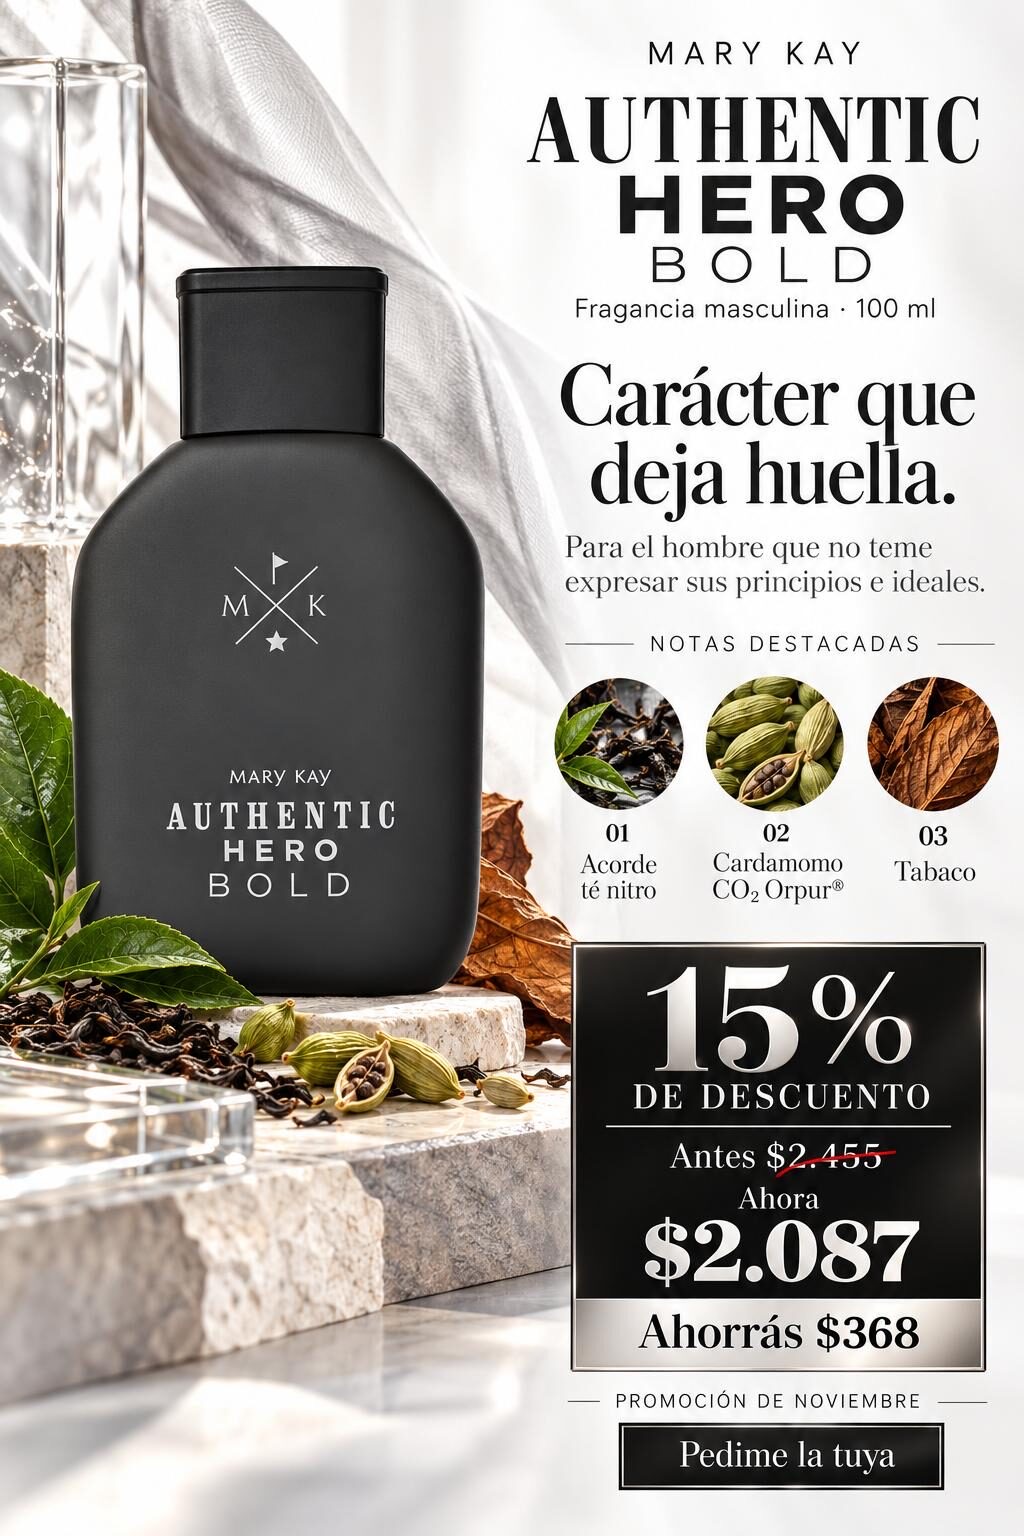 MARY KAY
AUTHENTIC
HERO
BOLD
Fragancia masculina · 100 ml
Carácter que
deja huella.
Para el hombre que no teme
expresar sus principios e ideales.
NOTAS DESTACADAS
01
Acorde
té nitro
02
Cardamomo
CO₂ Orpur®
03
Tabaco
M K
MARY KAY
AUTHENTIC
HERO
BOLD
15%
DE DESCUENTO
Antes $2.455
Ahora
$2.087
Ahorrás $368
PROMOCIÓN DE NOVIEMBRE
Pedime la tuya